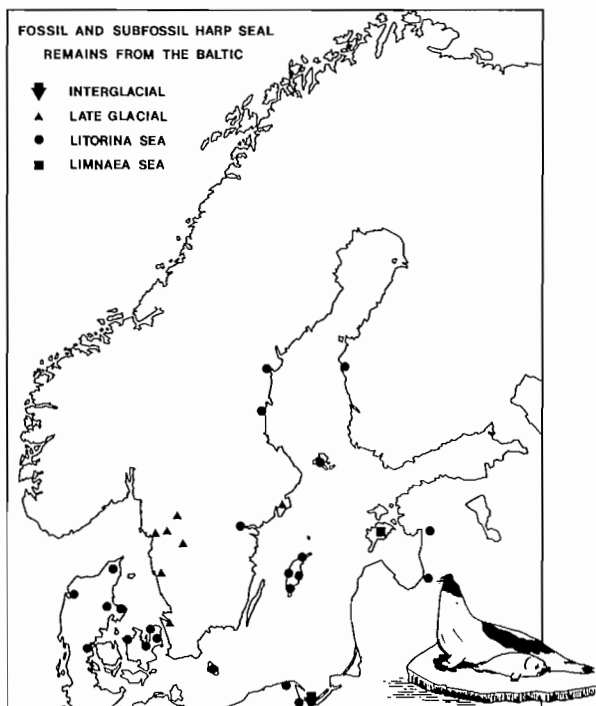 FOSSIL AND SUBFOSSIL HARP SEAL
REMAINS FROM THE BALTIC
INTERGLACIAL
LATE GLACIAL
LITORINA SEA
LIMNAEA SEA